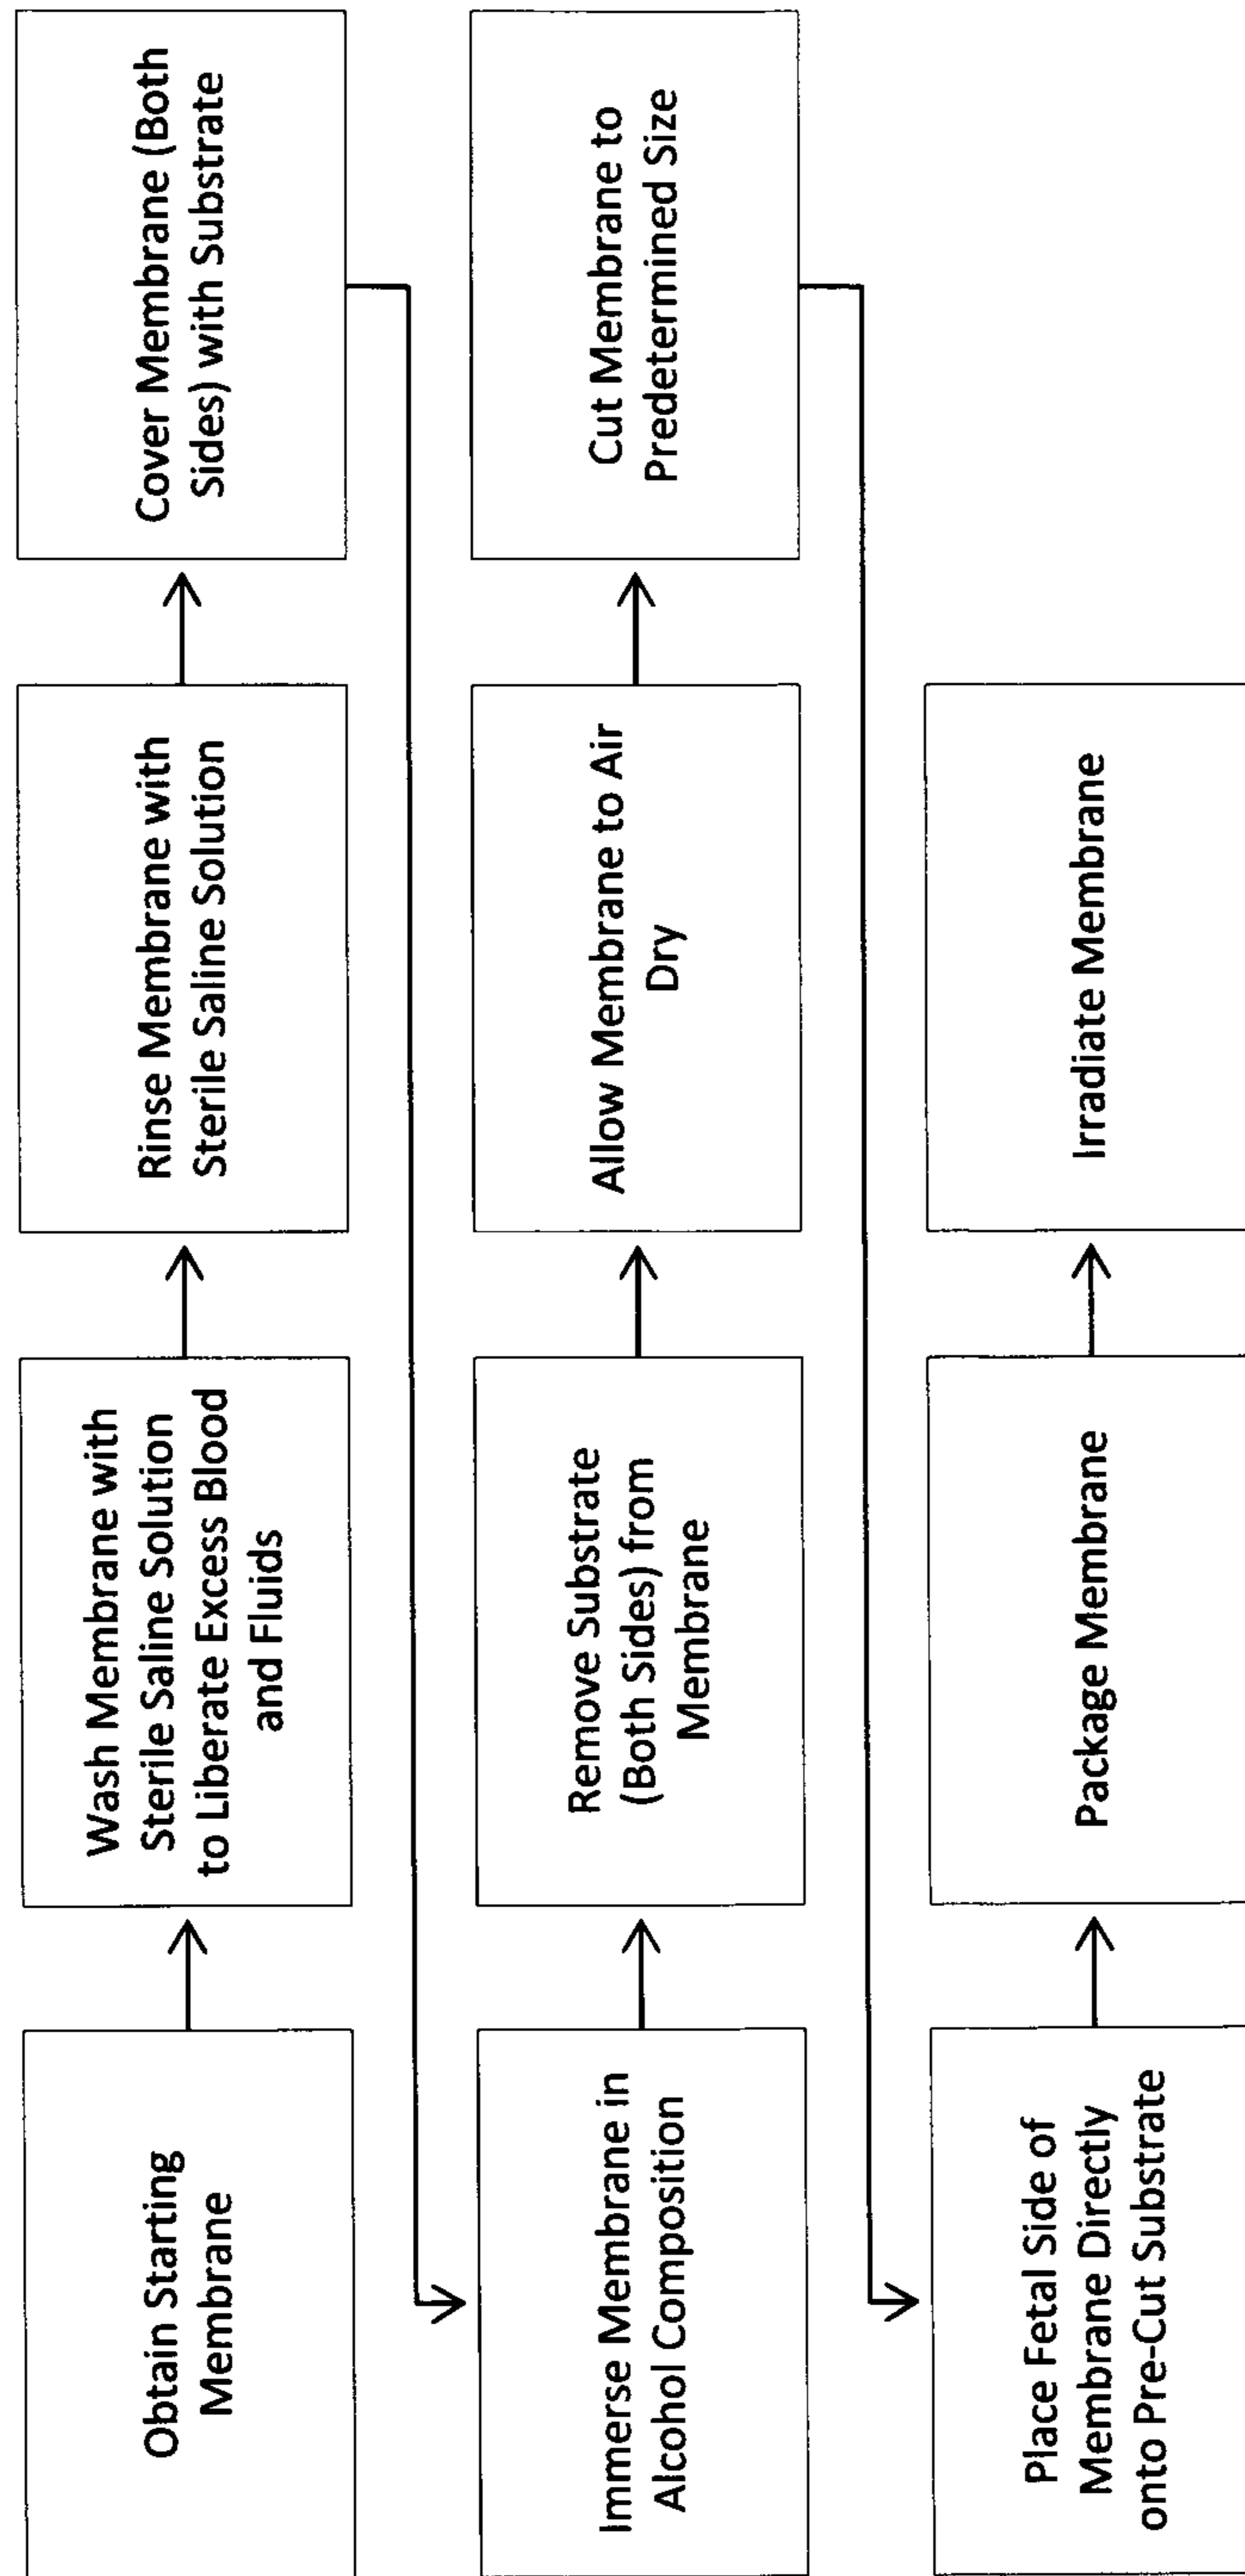 Obtain Starting
Membrane
Wash Membrane with
Sterile Saline Solution
to Liberate Excess Blood
and Fluids
Rinse Membrane with
Sterile Saline Solution
Cover Membrane (Both
Sides) with Substrate
Immerse Membrane in
Alcohol Composition
Remove Substrate
(Both Sides) from
Membrane
Allow Membrane to Air
Dry
Cut Membrane to
Predetermined Size
Place Fetal Side of
Membrane Directly
onto Pre-Cut Substrate
Package Membrane
Irradiate Membrane